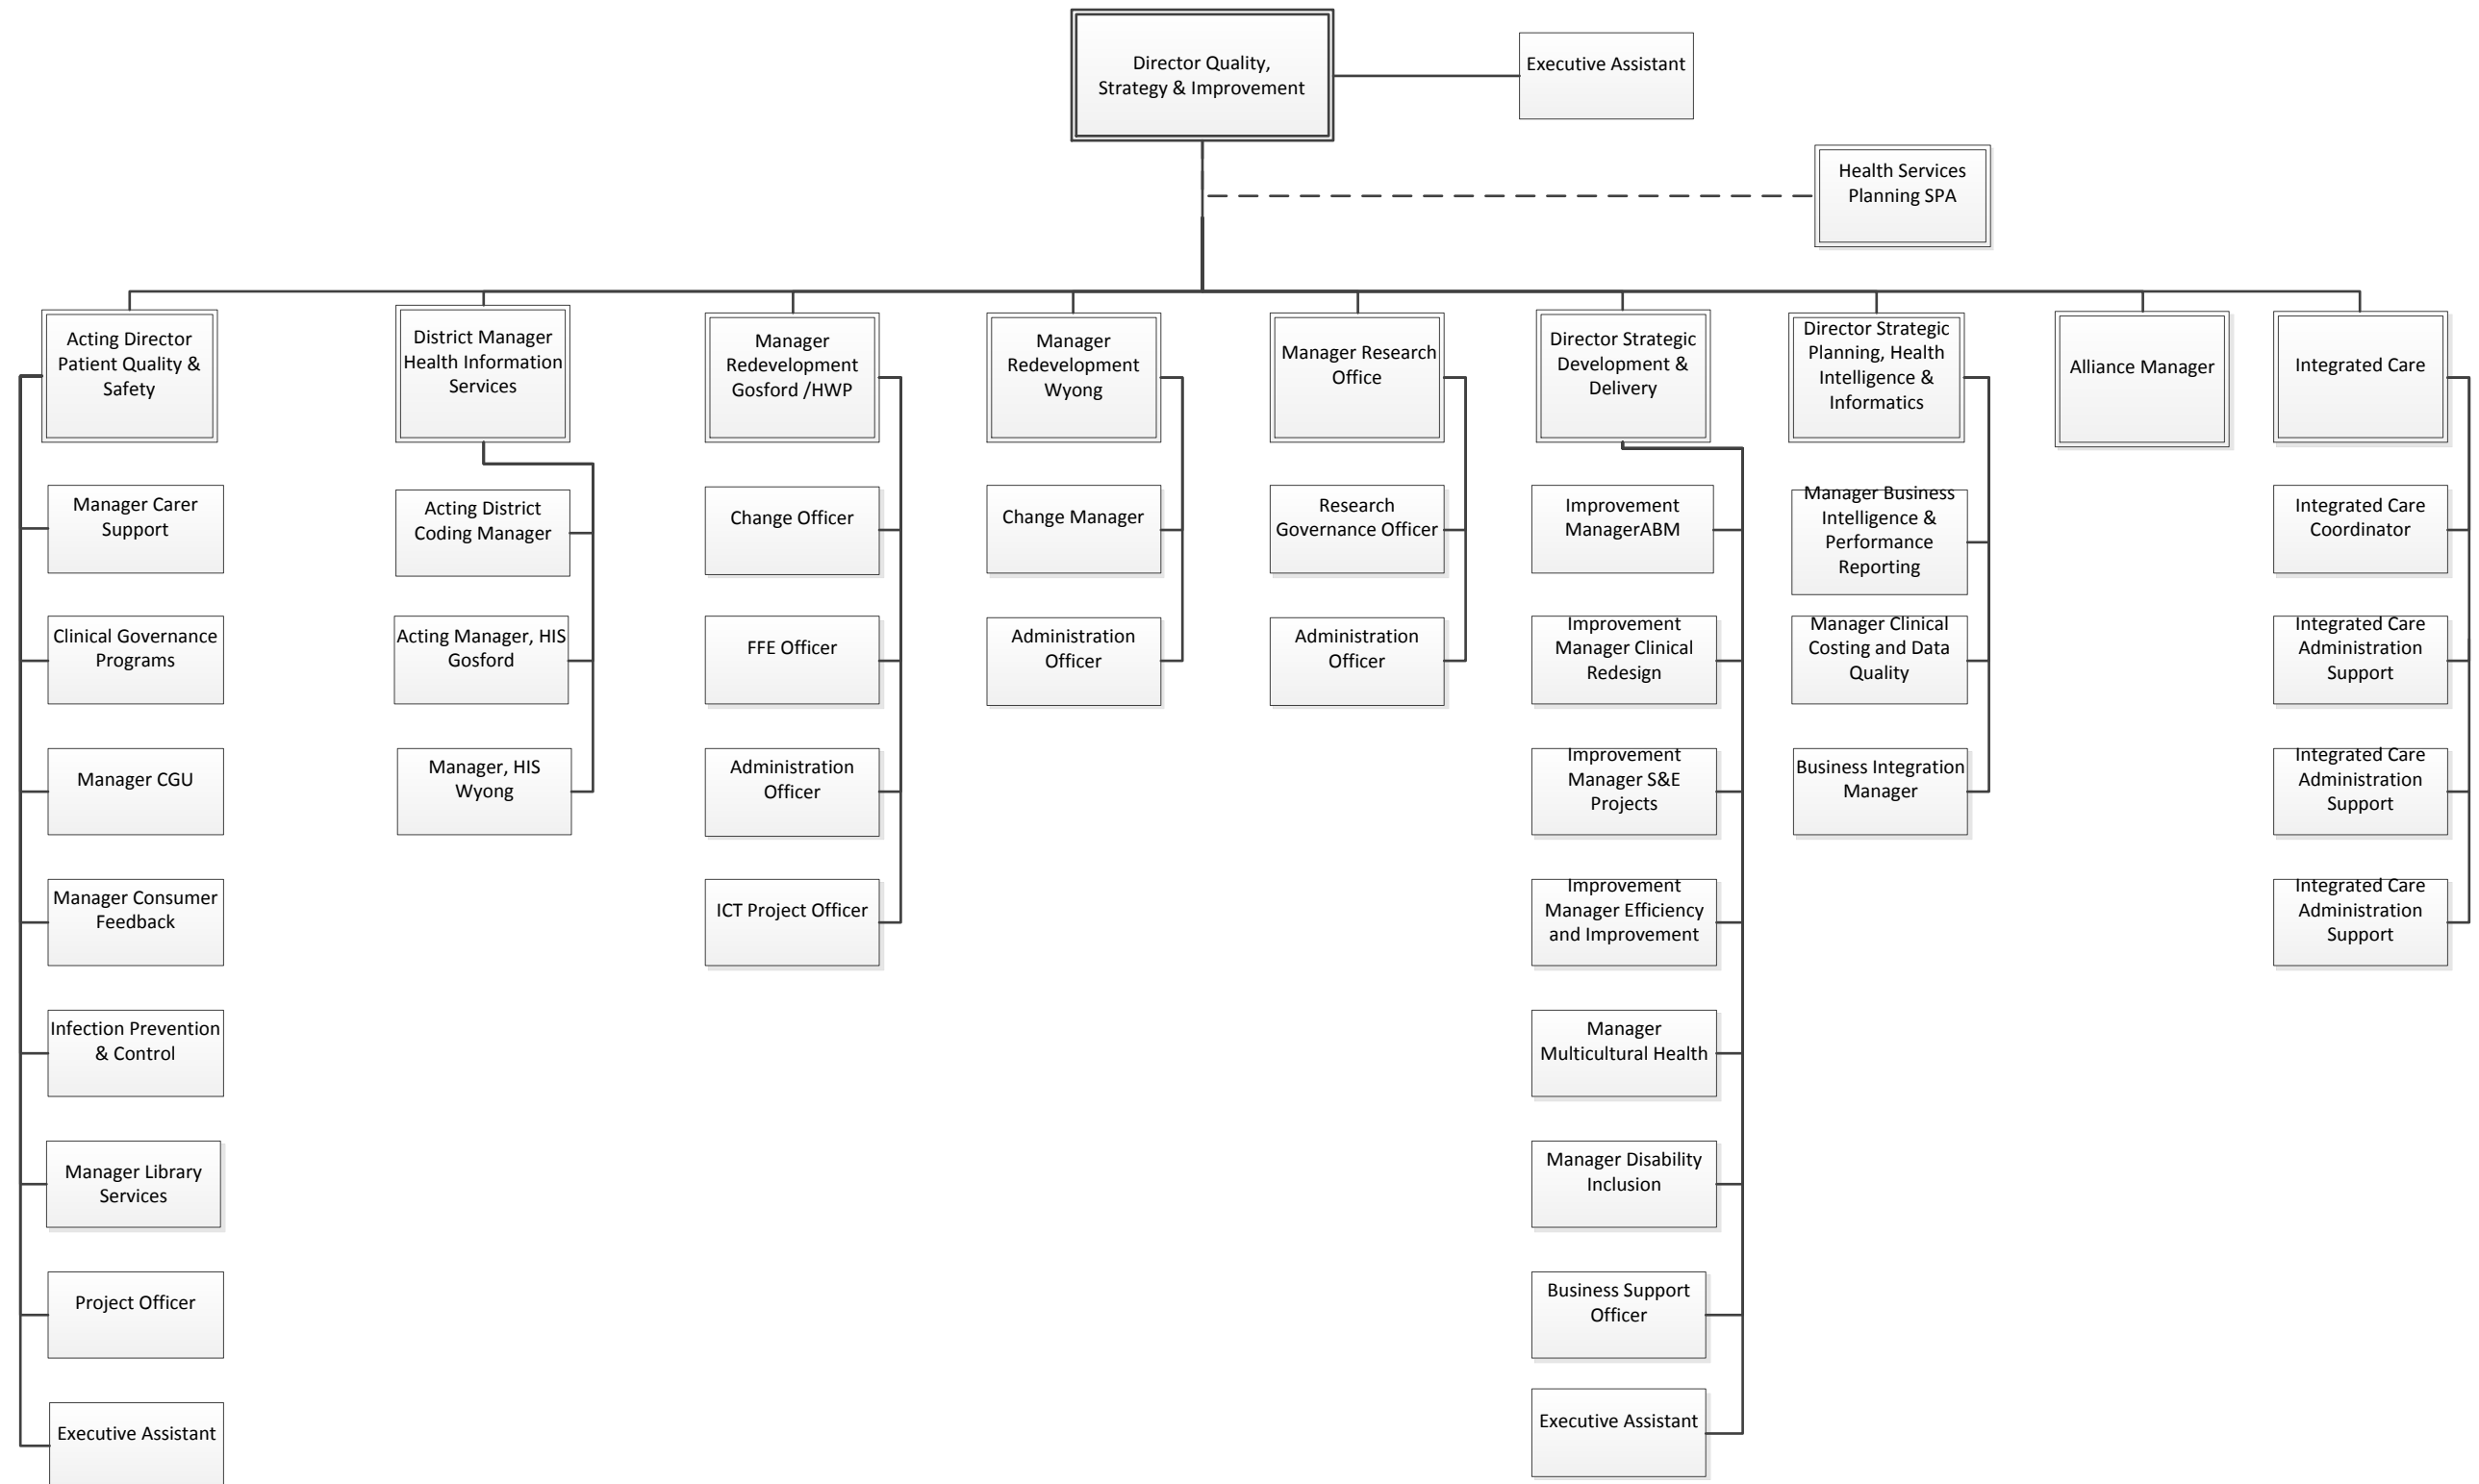 Director Quality,
Strategy & Improvement
Executive Assistant
Health Services
Planning SPA
Acting Director
Patient Quality &
Safety
District Manager
Health Information
Services
Manager
Redevelopment
Gosford /HWP
Manager
Redevelopment
Wyong
Manager Research
Office
Director Strategic
Development &
Delivery
Director Strategic
Planning, Health
Intelligence &
Informatics
Alliance Manager
Integrated Care
Manager Carer
Support
Acting District
Coding Manager
Change Officer
Change Manager
Research
Governance Officer
Improvement
ManagerABM
Manager Business
Intelligence &
Performance
Reporting
Integrated Care
Coordinator
Clinical Governance
Programs
Acting Manager, HIS
Gosford
FFE Officer
Administration
Officer
Administration
Officer
Improvement
Manager Clinical
Redesign
Manager Clinical
Costing and Data
Quality
Integrated Care
Administration
Support
Manager CGU
Manager, HIS
Wyong
Administration
Officer
Improvement
Manager S&E
Projects
Business Integration
Manager
Integrated Care
Administration
Support
Manager Consumer
Feedback
ICT Project Officer
Improvement
Manager Efficiency
and Improvement
Integrated Care
Administration
Support
Infection Prevention
& Control
Manager
Multicultural Health
Manager Library
Services
Manager Disability
Inclusion
Project Officer
Business Support
Officer
Executive Assistant
Executive Assistant